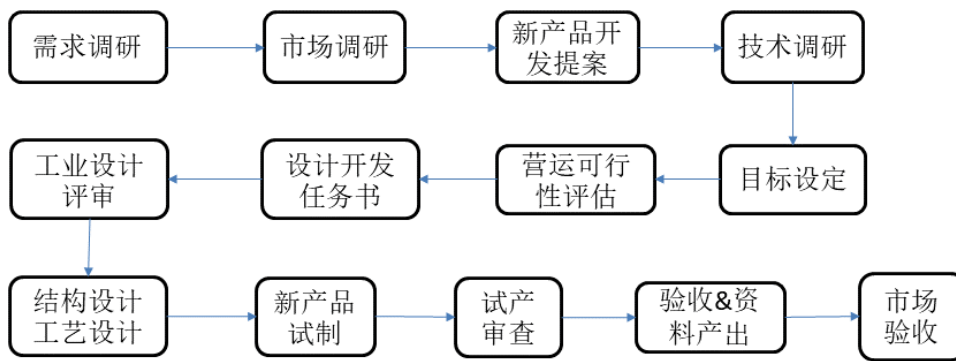 需求调研
市场调研
新产品开
发提案
技术调研
工业设计
评审
设计开发
任务书
营运可行
性评估
目标设定
结构设计
工艺设计
新产品
试制
试产
审查
验收&资
料产出
市场
验收